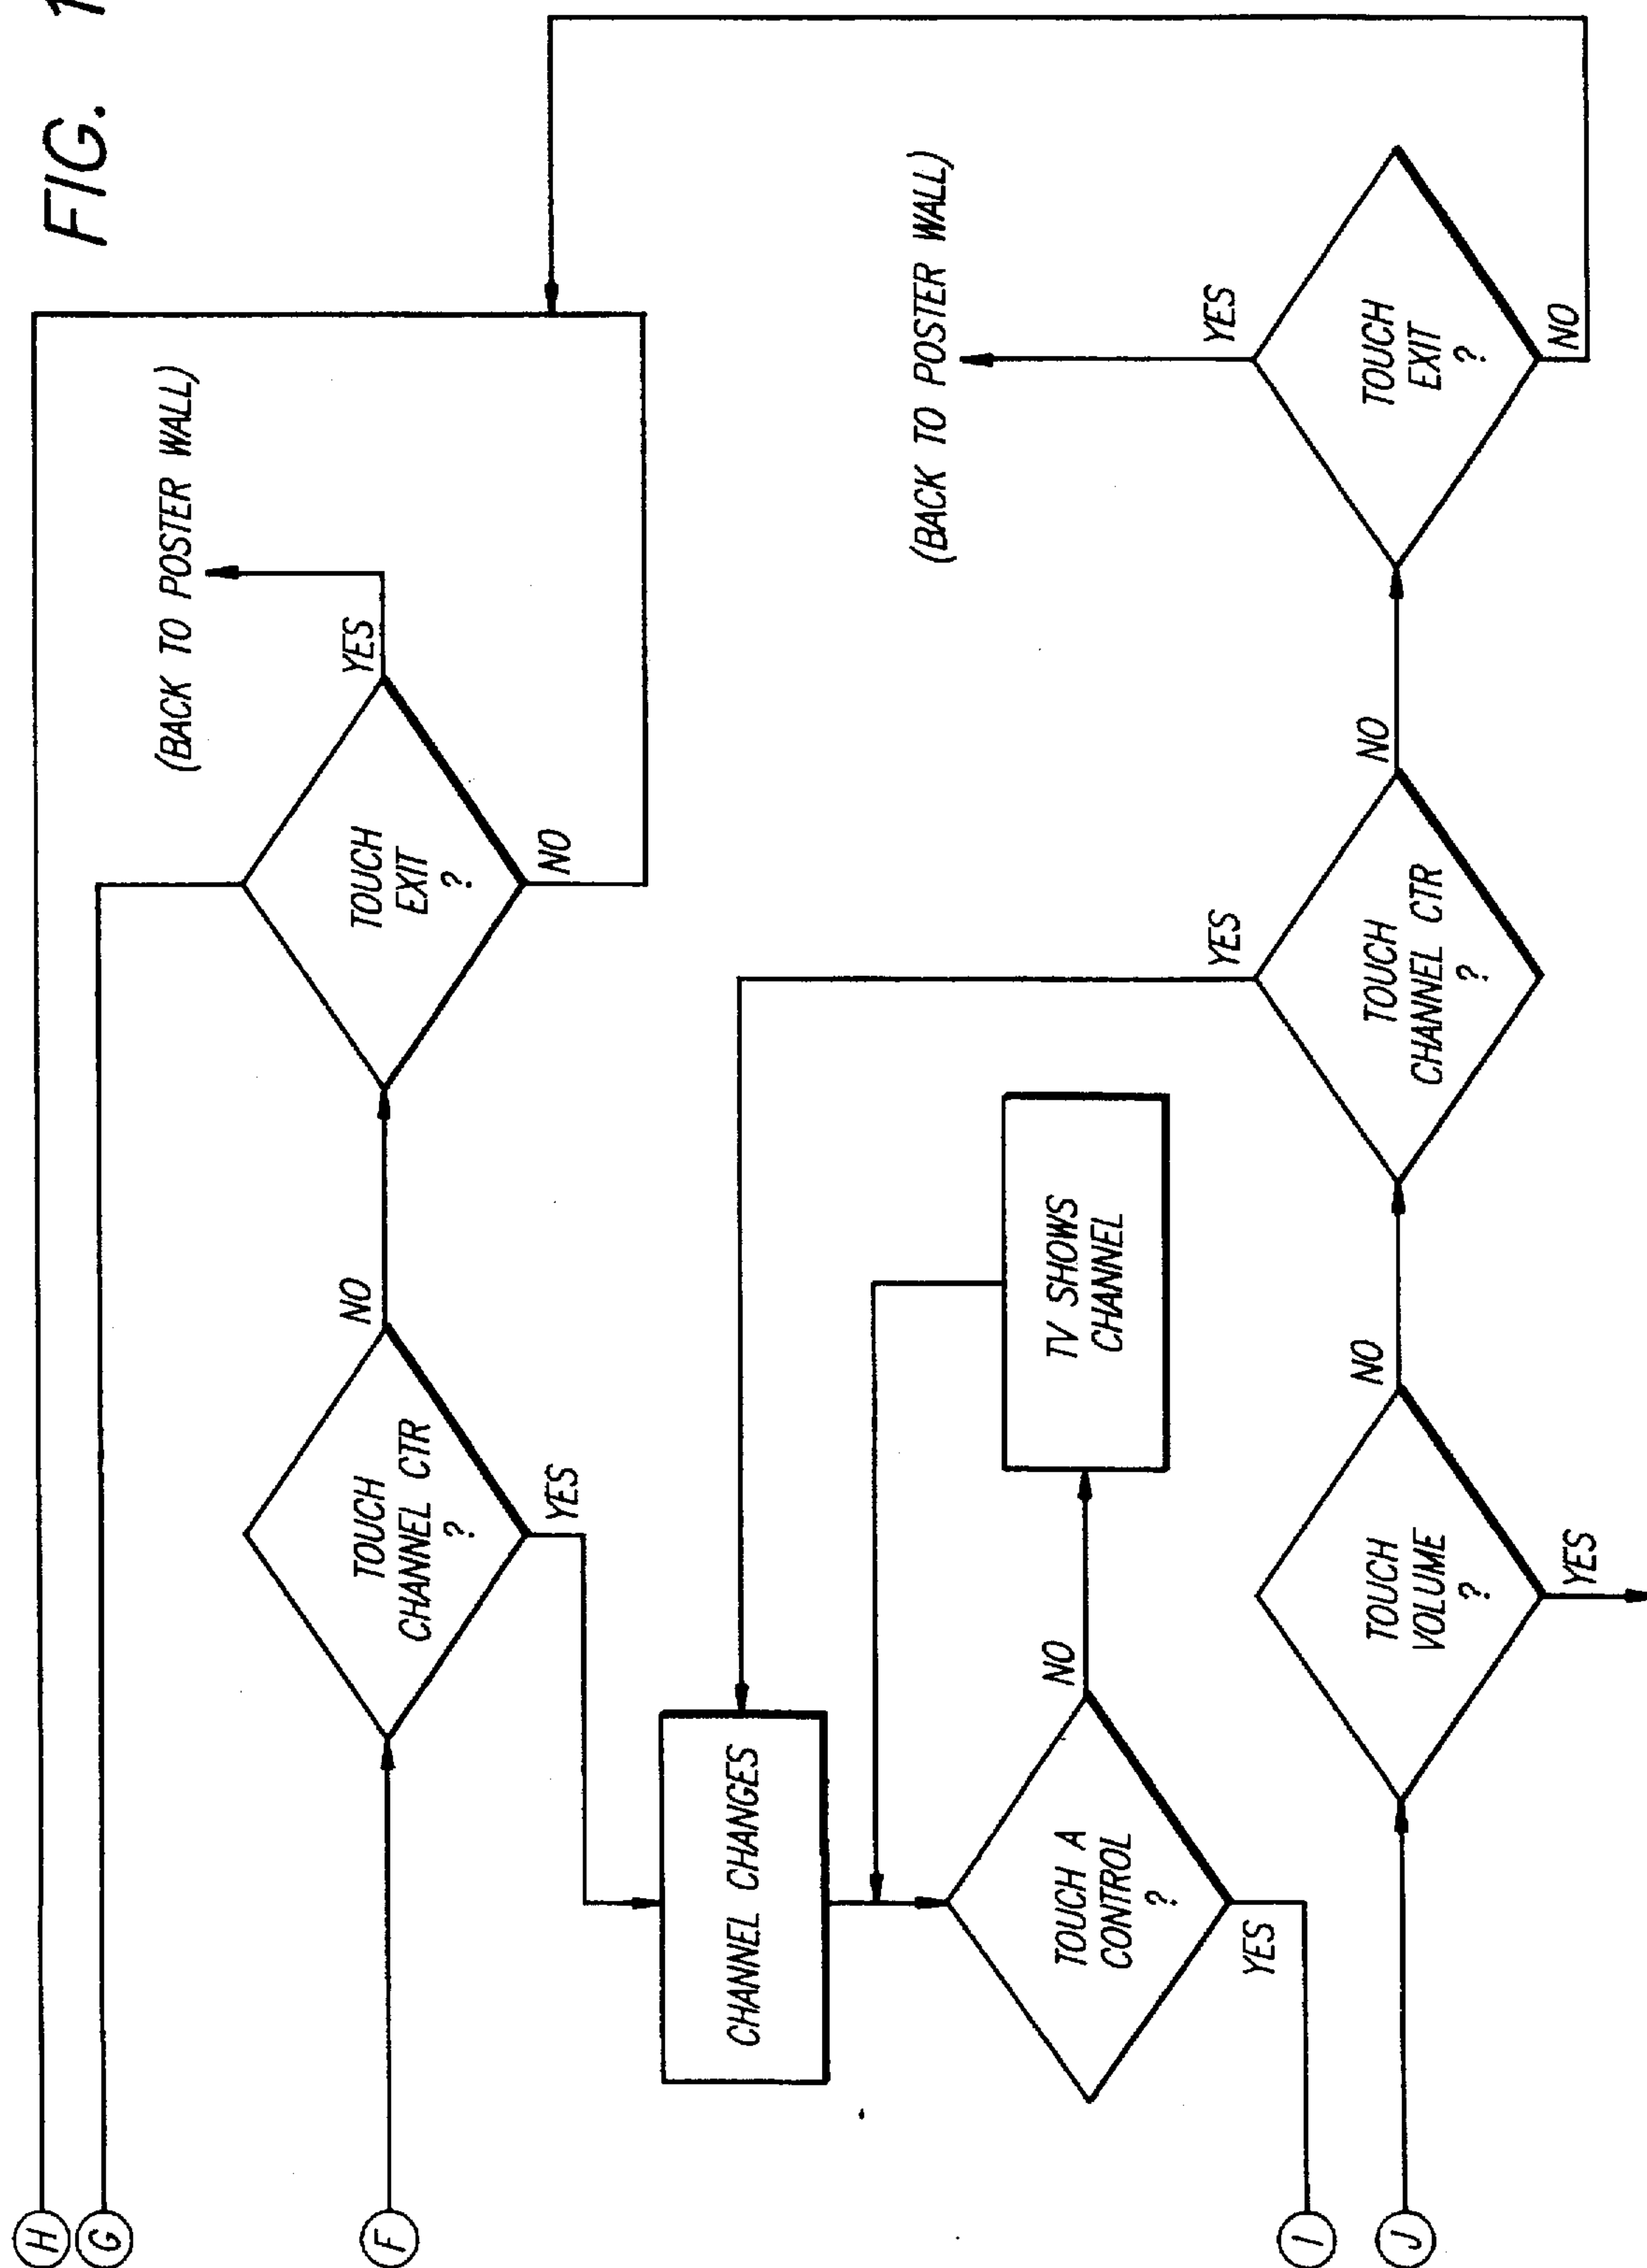 FIG. 1
H
G
(BACK TO POSTER WALL)
F
TOUCH
CHANNEL CTR
?
NO
YES
TOUCH
EXIT
?
YES
NO
CHANNEL CHANGES
TOUCH A
CONTROL
?
NO
YES
TV SHOWS
CHANNEL
(BACK TO POSTER WALL)
I
J
TOUCH
VOLUME
?
NO
YES
TOUCH
CHANNEL CTR
?
YES
NO
TOUCH
EXIT
?
YES
NO